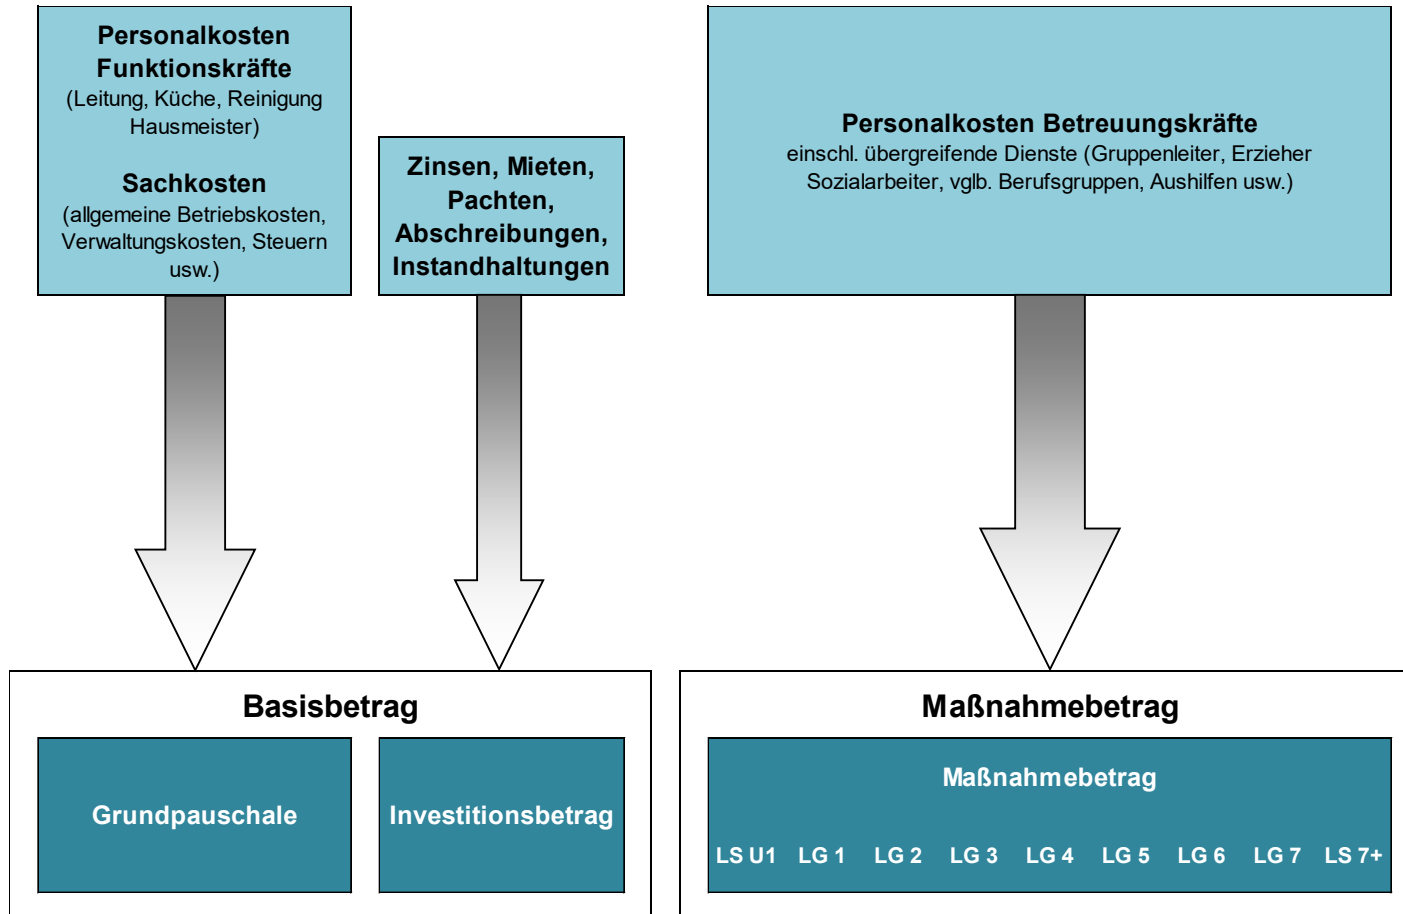 Personalkosten
Funktionskräfte
(Leitung, Küche, Reinigung
Hausmeister)
Sachkosten
(allgemeine Betriebskosten,
Verwaltungskosten, Steuern
usw.)
Zinsen, Mieten,
Pachten,
Abschreibungen,
Instandhaltungen
Personalkosten Betreuungskräfte
einschl. übergreifende Dienste (Gruppenleiter, Erzieher
Sozialarbeiter, vglb. Berufsgruppen, Aushilfen usw.)
Basisbetrag
Grundpauschale
Investitionsbetrag
Maßnahmebetrag
Maßnahmebetrag
LS U1 LG 1 LG 2 LG 3 LG 4 LG 5 LG 6 LG 7 LS 7+